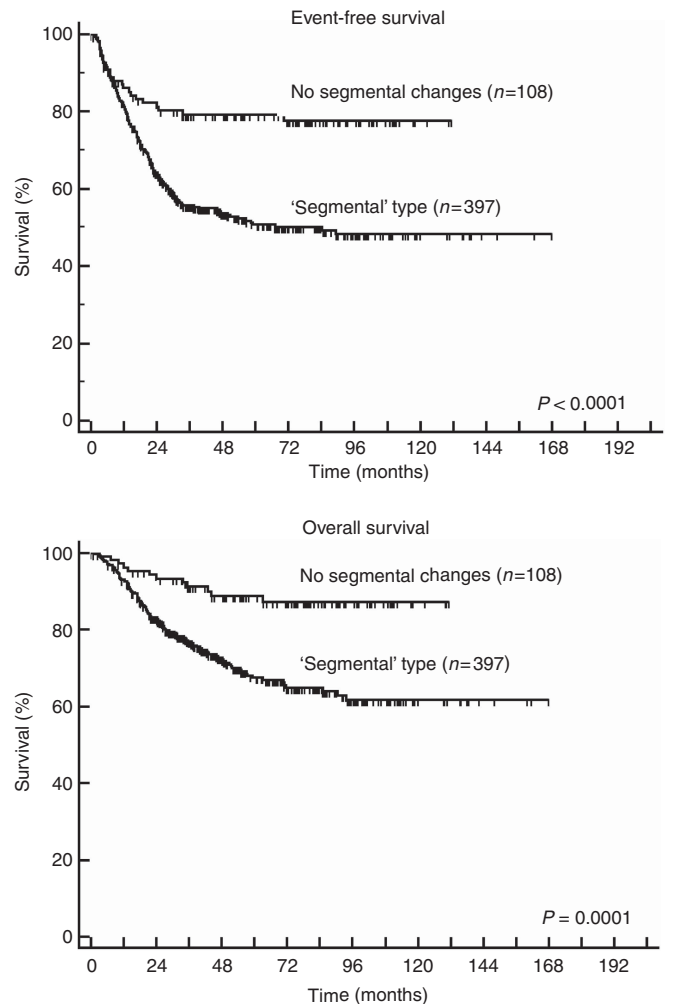 Event-free survival
100
80
60
40
20
0
Survival (%)
No segmental changes (n=108)
‘Segmental’ type (n=397)
P < 0.0001
0 24 48 72 96 120 144 168 192
Time (months)
Overall survival
100
80
60
40
20
0
Survival (%)
No segmental changes (n=108)
‘Segmental’ type (n=397)
P = 0.0001
0 24 48 72 96 120 144 168 192
Time (months)